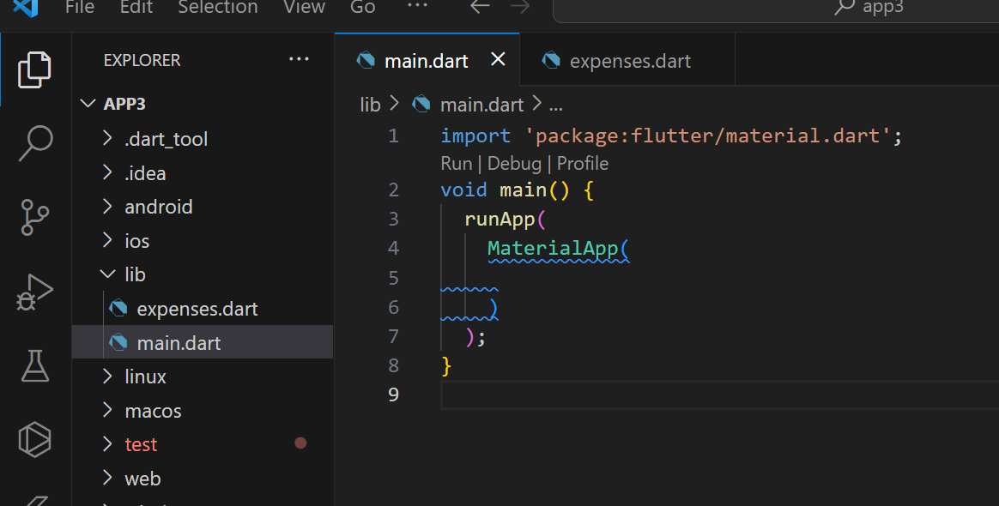 File Edit Selection View Go ··· app3
EXPLORER ···
APP3
.dart_tool
.idea
android
ios
lib
expenses.dart
main.dart
linux
macos
test
web
main.dart expenses.dart
lib > main.dart > ...
1 import 'package:flutter/material.dart';
Run | Debug | Profile
2 void main() {
3 runApp(
4 MaterialApp(
5
6 )
7 );
8 }
9